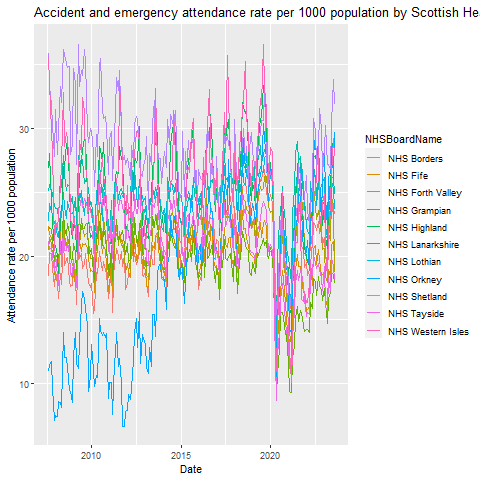 Accident and emergency attendance rate per 1000 population by Scottish He
Attendance rate per 1000 population
30
20
10
2010
2015
2020
Date
NHSBoardName
NHS Borders
NHS Fife
NHS Forth Valley
NHS Grampian
NHS Highland
NHS Lanarkshire
NHS Lothian
NHS Orkney
NHS Shetland
NHS Tayside
NHS Western Isles